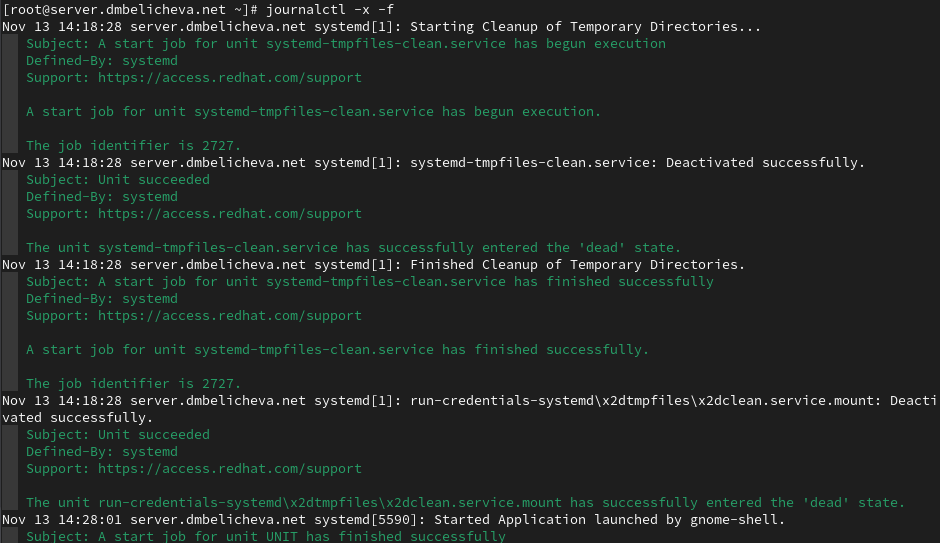 [root@server.dmbelicheva.net ~]# journalctl -x -f
Nov 13 14:18:28 server.dmbelicheva.net systemd[1]: Starting Cleanup of Temporary Directories...
Subject: A start job for unit systemd-tmpfiles-clean.service has begun execution
Defined-By: systemd
Support: https://access.redhat.com/support
A start job for unit systemd-tmpfiles-clean.service has begun execution.
The job identifier is 2727.
Nov 13 14:18:28 server.dmbelicheva.net systemd[1]: systemd-tmpfiles-clean.service: Deactivated successfully.
Subject: Unit succeeded
Defined-By: systemd
Support: https://access.redhat.com/support
The unit systemd-tmpfiles-clean.service has successfully entered the 'dead' state.
Nov 13 14:18:28 server.dmbelicheva.net systemd[1]: Finished Cleanup of Temporary Directories.
Subject: A start job for unit systemd-tmpfiles-clean.service has finished successfully
Defined-By: systemd
Support: https://access.redhat.com/support
A start job for unit systemd-tmpfiles-clean.service has finished successfully.
The job identifier is 2727.
Nov 13 14:18:28 server.dmbelicheva.net systemd[1]: run-credentials-systemd\x2dtmpfiles\x2dclean.service.mount: Deacti
vated successfully.
Subject: Unit succeeded
Defined-By: systemd
Support: https://access.redhat.com/support
The unit run-credentials-systemd\x2dtmpfiles\x2dclean.service.mount has successfully entered the 'dead' state.
Nov 13 14:28:01 server.dmbelicheva.net systemd[5590]: Started Application launched by gnome-shell.
Subject: A start job for unit UNIT has finished successfully